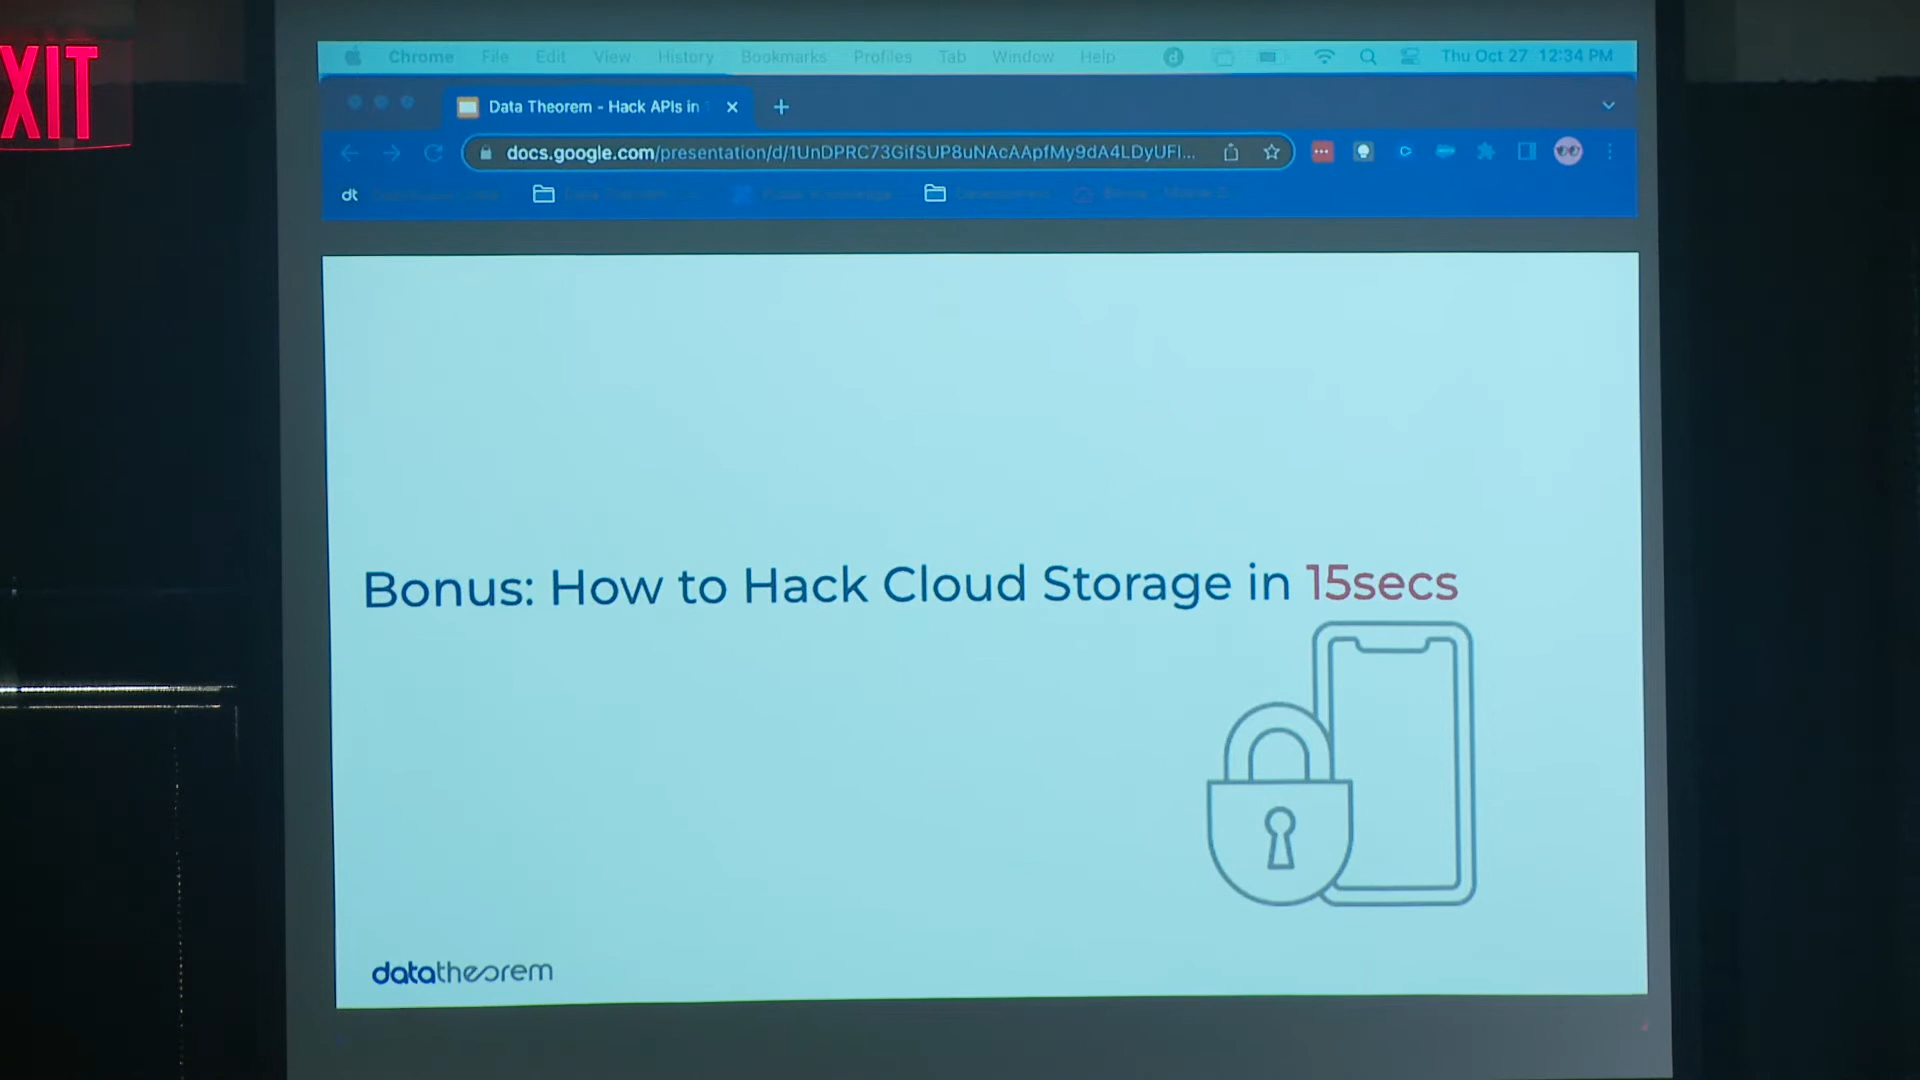 XIT
Chrome File Edit View History Bookmarks Profiles Tab Window Help Thu Oct 27 12:34 PM
Data Theorem - Hack APIs in
docs.google.com/presentation/d/1UnDPRC73GifSUP8uNAcAApfMy9dA4LDyUFI...
dt
Bonus: How to Hack Cloud Storage in 15secs
datatheorem